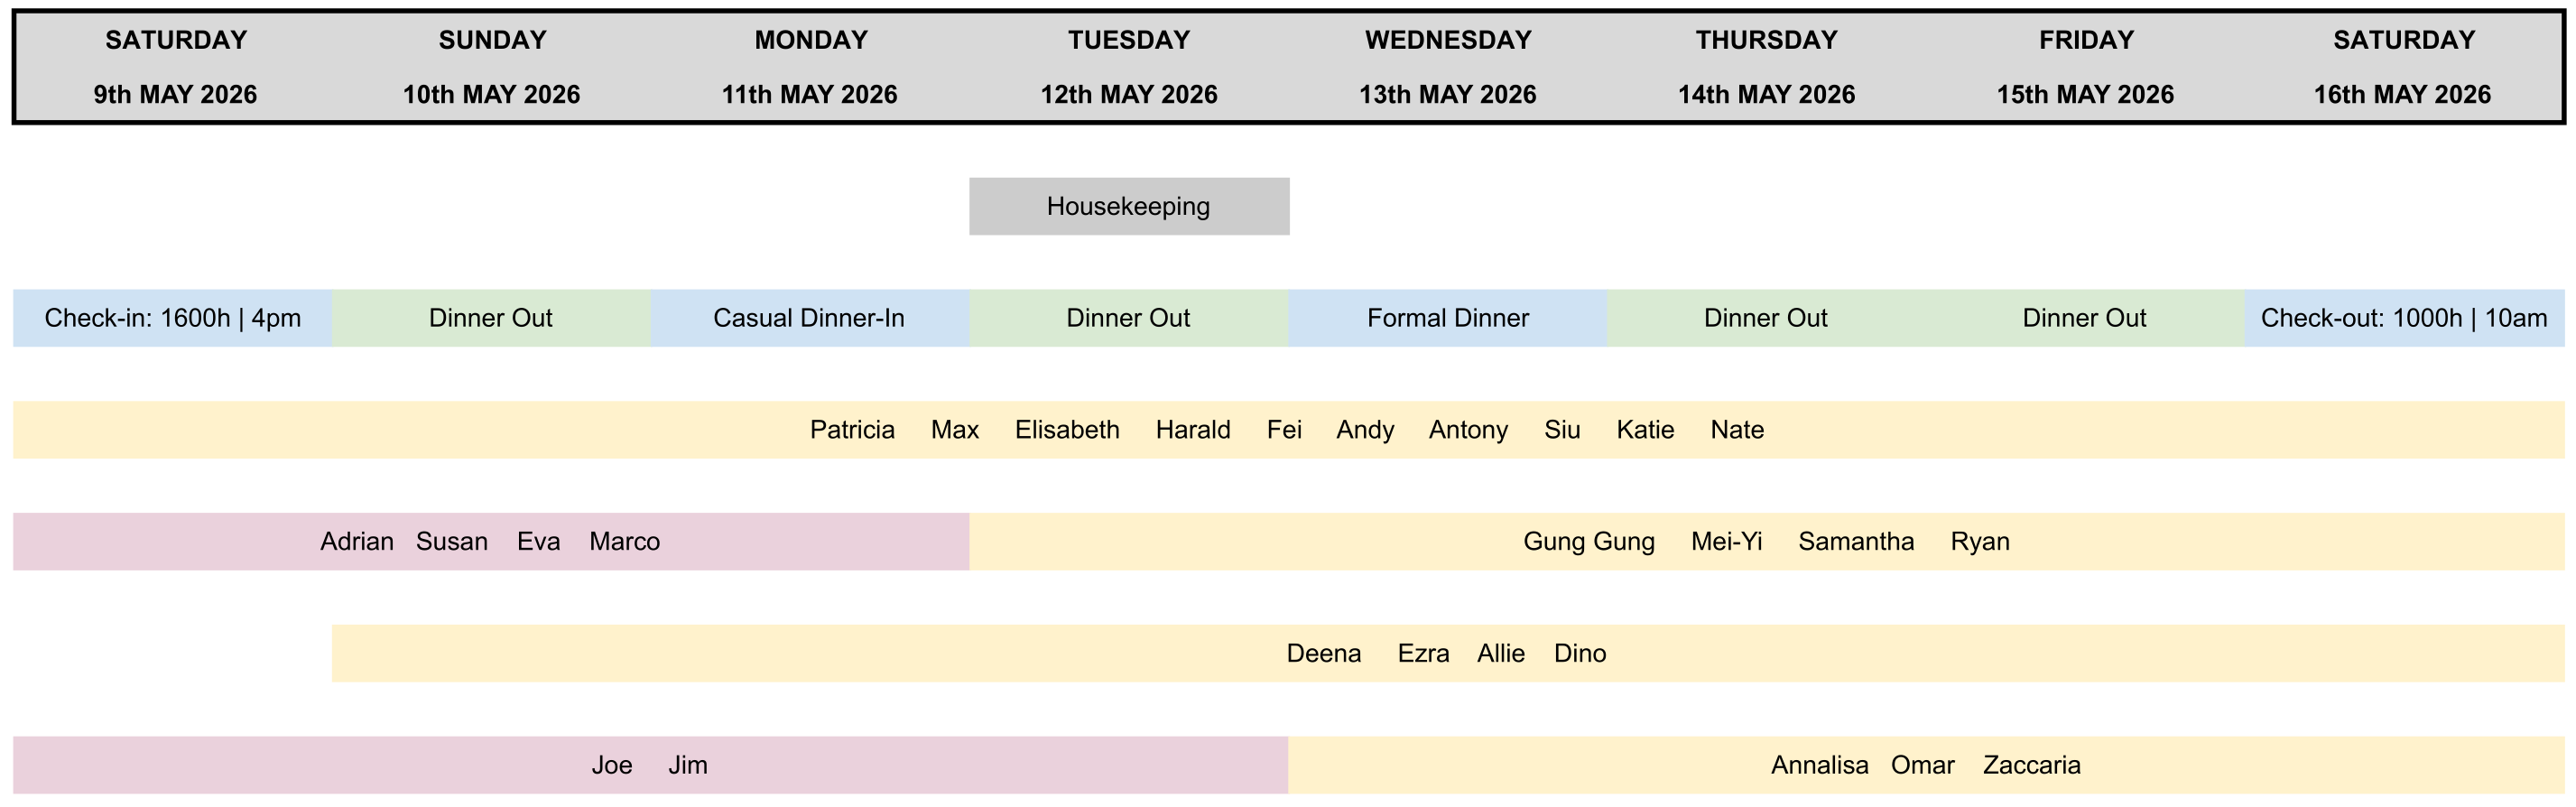 SATURDAY SUNDAY MONDAY TUESDAY WEDNESDAY THURSDAY FRIDAY SATURDAY
9th MAY 2026 10th MAY 2026 11th MAY 2026 12th MAY 2026 13th MAY 2026 14th MAY 2026 15th MAY 2026 16th MAY 2026
Housekeeping
Check-in: 1600h | 4pm Dinner Out Casual Dinner-In Dinner Out Formal Dinner Dinner Out Dinner Out Check-out: 1000h | 10am
Patricia Max Elisabeth Harald Fei Andy Antony Siu Katie Nate
Adrian Susan Eva Marco Gung Gung Mei-Yi Samantha Ryan
Deena Ezra Allie Dino
Joe Jim Annalisa Omar Zaccaria